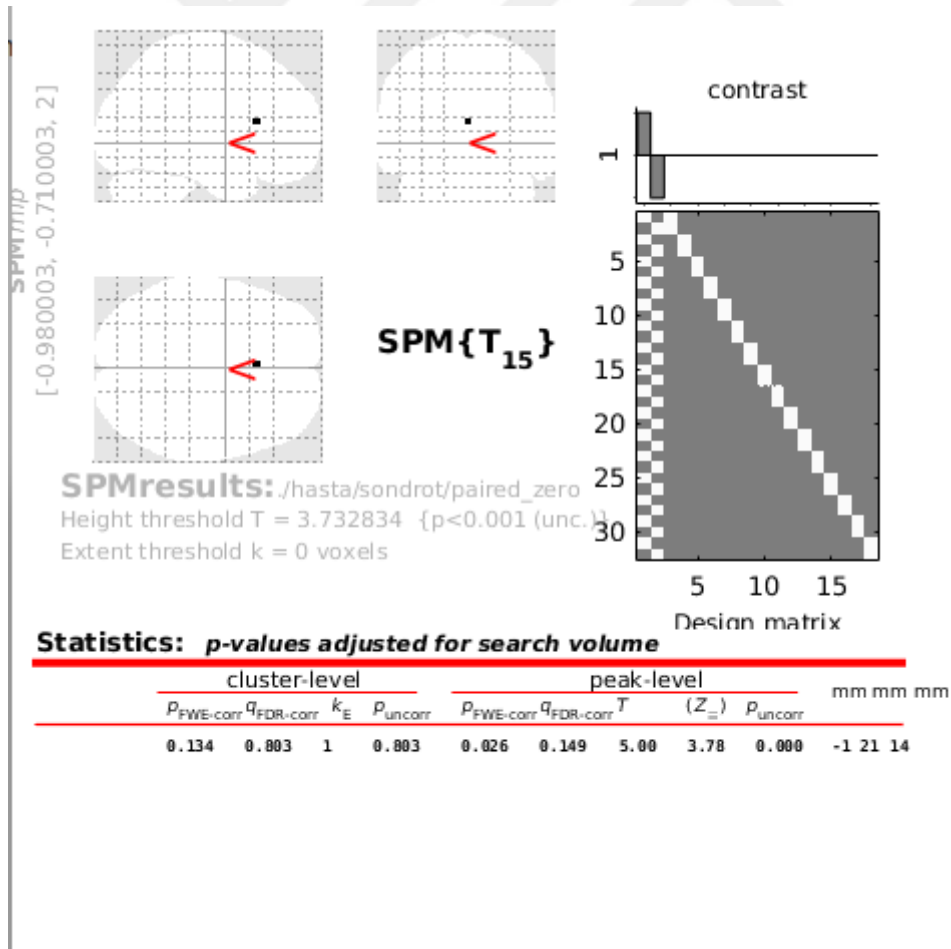 SPMmip
[-0.980003, -0.710003, 2]
contrast
1
5
10
15
20
25
30
5 10 15
Design matrix
SPM{T15}
SPMresults: ./hasta/sondrot/paired_zero
Height threshold T = 3.732834 {p<0.001 (unc.)}
Extent threshold k = 0 voxels
Statistics: p-values adjusted for search volume
cluster-level peak-level mm mm mm
pFWE-corr qFDR-corr kE puncorr pFWE-corr qFDR-corr T (Z≡) puncorr
0.134 0.803 1 0.803 0.026 0.149 5.00 3.78 0.000 -1 21 14